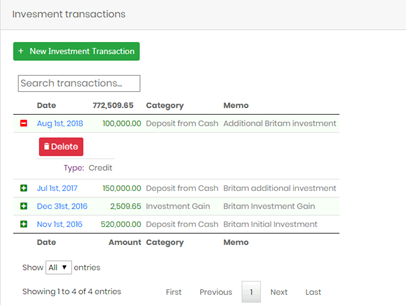 Invesment transactions
+ New Investment Transaction
Search transactions...
Date 772,509.65 Category Memo
Aug 1st, 2018 100,000.00 Deposit from Cash Additional Britam investment
Delete
Type: Credit
Jul 1st, 2017 150,000.00 Deposit from Cash Britam additional investment
Dec 31st, 2016 2,509.65 Investment Gain Britam Investment Gain
Nov 1st, 2016 520,000.00 Deposit from Cash Britam Initial Investment
Date Amount Category Memo
Show All entries
Showing 1 to 4 of 4 entries First Previous 1 Next Last